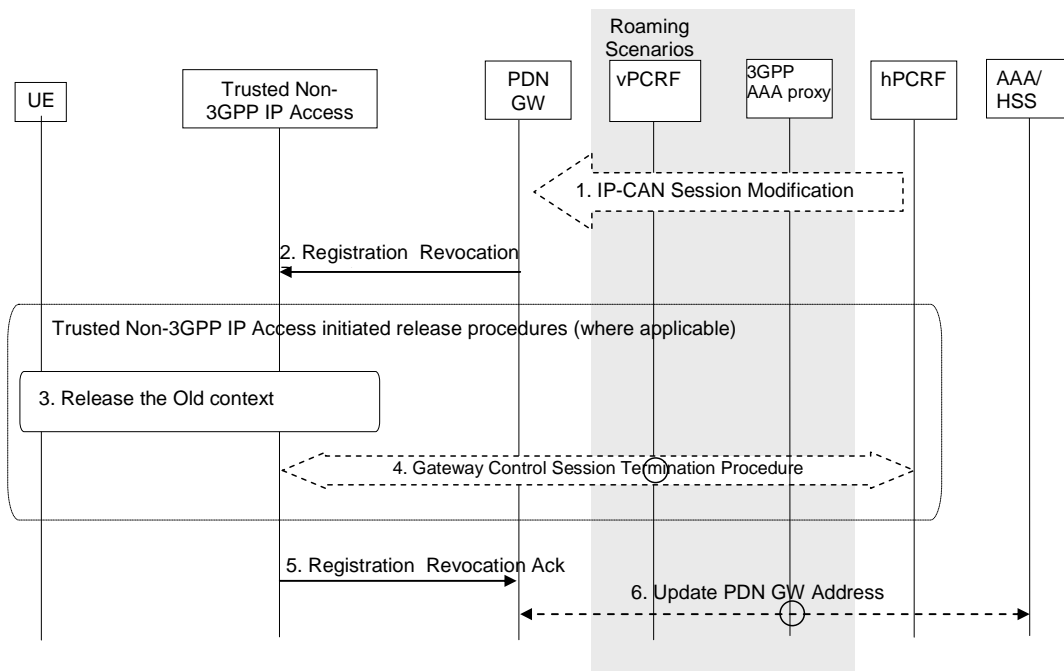 Roaming
Scenarios
UE
Trusted Non-
3GPP IP Access
PDN
GW
vPCRF
3GPP
AAA proxy
hPCRF
AAA/
HSS
1. IP-CAN Session Modification
2. Registration Revocation
Trusted Non-3GPP IP Access initiated release procedures (where applicable)
3. Release the Old context
4. Gateway Control Session Termination Procedure
5. Registration Revocation Ack
6. Update PDN GW Address